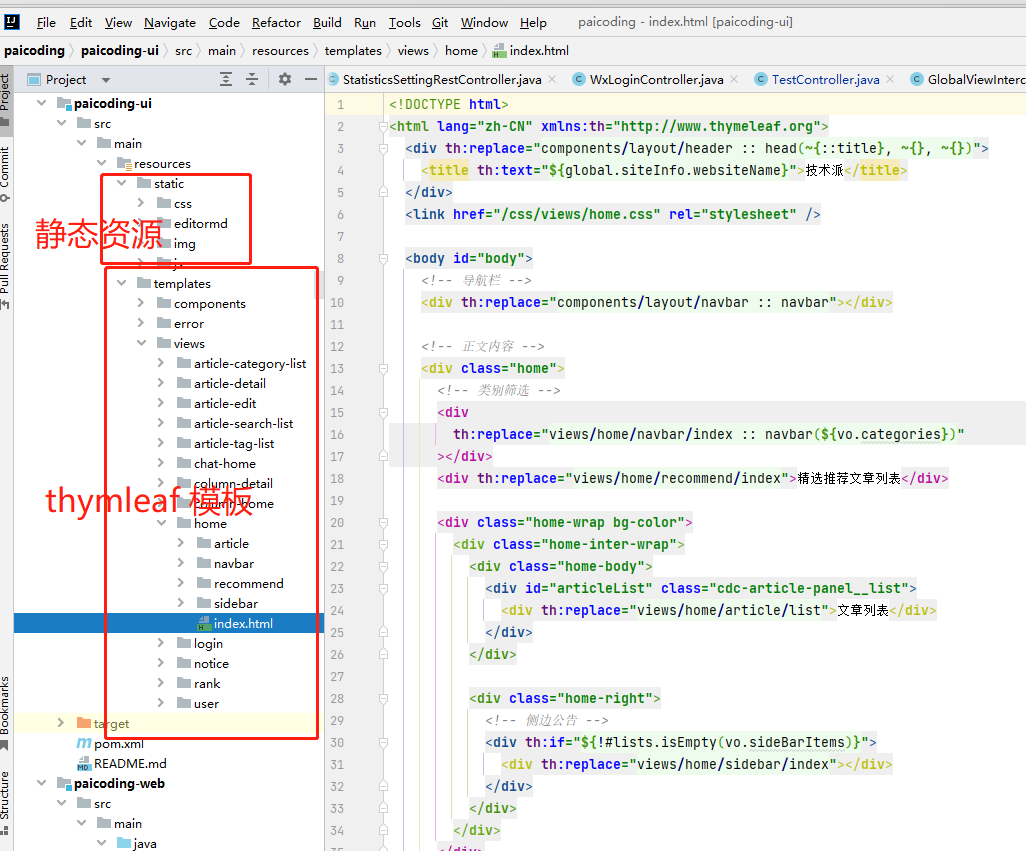 File Edit View Navigate Code Refactor Build Run Tools Git Window Help paicoding - index.html [paicoding-ui]
paicoding paicoding-ui src main resources templates views home index.html
Project
StatisticsSettingRestController.java WxLoginController.java TestController.java GlobalViewInterc
Project
Commit
Pull Requests
Bookmarks
Structure
paicoding-ui
src
main
resources
static
css
editormd
img
静态资源
templates
components
error
views
article-category-list
article-detail
article-edit
article-search-list
article-tag-list
chat-home
column-detail
column-home
thymleaf 模板
home
article
navbar
recommend
sidebar
index.html
login
notice
rank
user
target
pom.xml
README.md
paicoding-web
src
main
java
1 <!DOCTYPE html>
2 <html lang="zh-CN" xmlns:th="http://www.thymeleaf.org">
3 <div th:replace="components/layout/header :: head(~{::title}, ~{}, ~{})">
4 <title th:text="${global.siteInfo.websiteName}">技术派</title>
5 </div>
6 <link href="/css/views/home.css" rel="stylesheet" />
7
8 <body id="body">
9 <!-- 导航栏 -->
10 <div th:replace="components/layout/navbar :: navbar"></div>
11
12 <!-- 正文内容 -->
13 <div class="home">
14 <!-- 类别筛选 -->
15 <div
16 th:replace="views/home/navbar/index :: navbar(${vo.categories})"
17 ></div>
18 <div th:replace="views/home/recommend/index">精选推荐文章列表</div>
19
20 <div class="home-wrap bg-color">
21 <div class="home-inter-wrap">
22 <div class="home-body">
23 <div id="articleList" class="cdc-article-panel__list">
24 <div th:replace="views/home/article/list">文章列表</div>
25 </div>
26 </div>
27
28 <div class="home-right">
29 <!-- 侧边公告 -->
30 <div th:if="${!#lists.isEmpty(vo.sideBarItems)}">
31 <div th:replace="views/home/sidebar/index"></div>
32 </div>
33 </div>
34 </div>